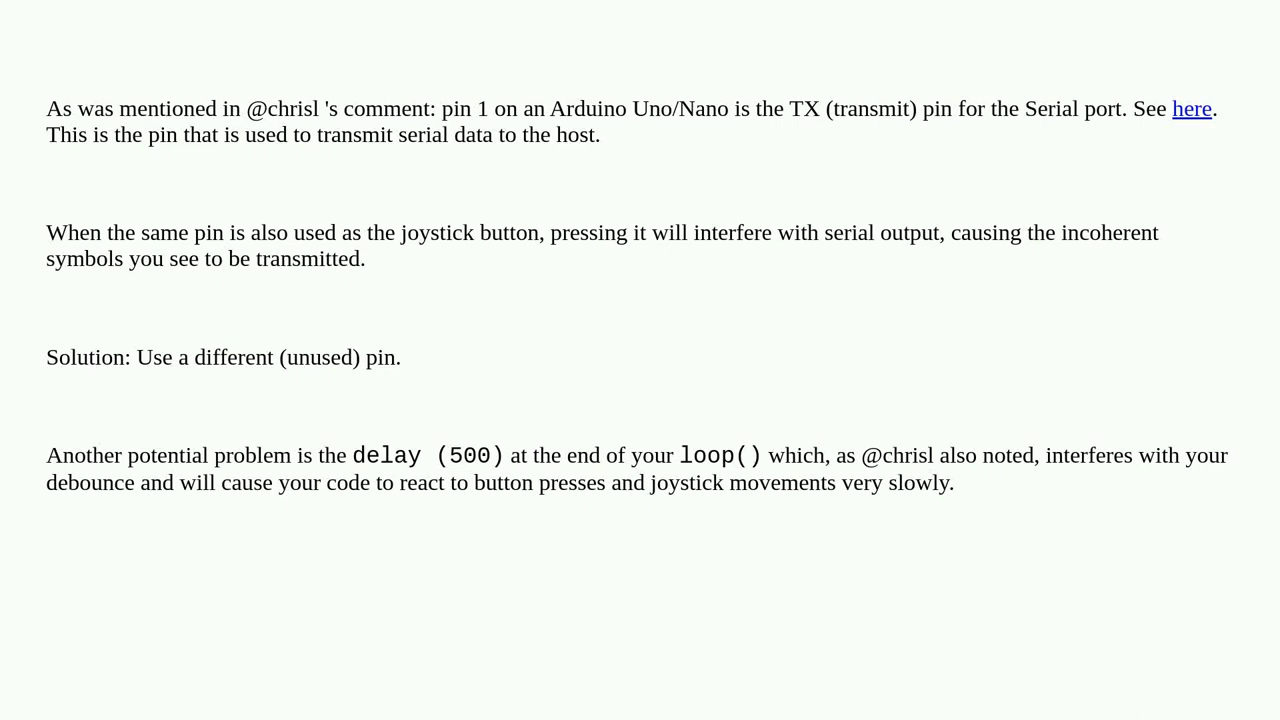 As was mentioned in @chrisl 's comment: pin 1 on an Arduino Uno/Nano is the TX (transmit) pin for the Serial port. See here.
This is the pin that is used to transmit serial data to the host.
When the same pin is also used as the joystick button, pressing it will interfere with serial output, causing the incoherent
symbols you see to be transmitted.
Solution: Use a different (unused) pin.
Another potential problem is the delay (500) at the end of your loop() which, as @chrisl also noted, interferes with your
debounce and will cause your code to react to button presses and joystick movements very slowly.